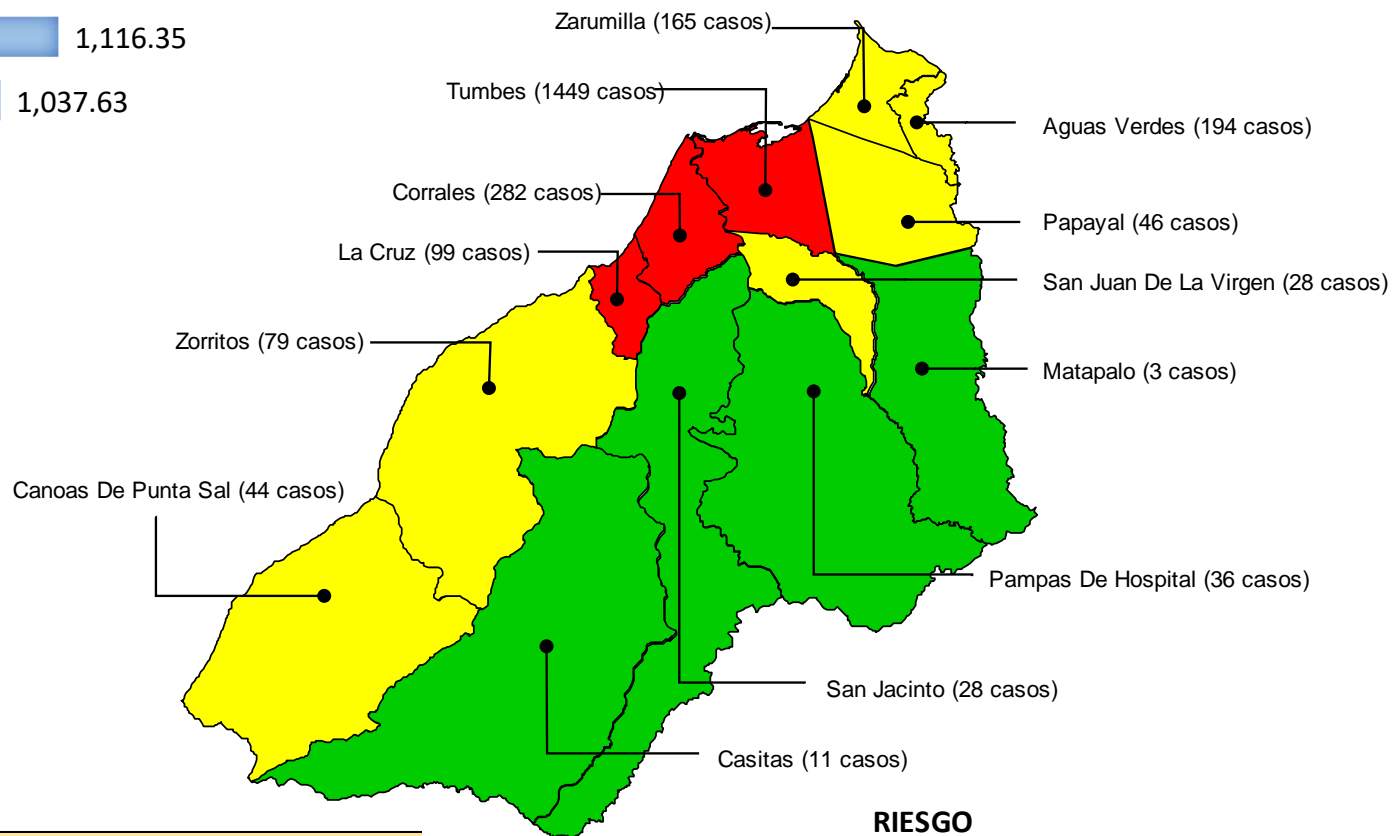 1,116.35
1,037.63
Zarumilla (165 casos)
Tumbes (1449 casos)
Aguas Verdes (194 casos)
Corrales (282 casos)
Papayal (46 casos)
La Cruz (99 casos)
San Juan De La Virgen (28 casos)
Zorritos (79 casos)
Matapalo (3 casos)
Canoas De Punta Sal (44 casos)
Pampas De Hospital (36 casos)
San Jacinto (28 casos)
Casitas (11 casos)
RIESGO